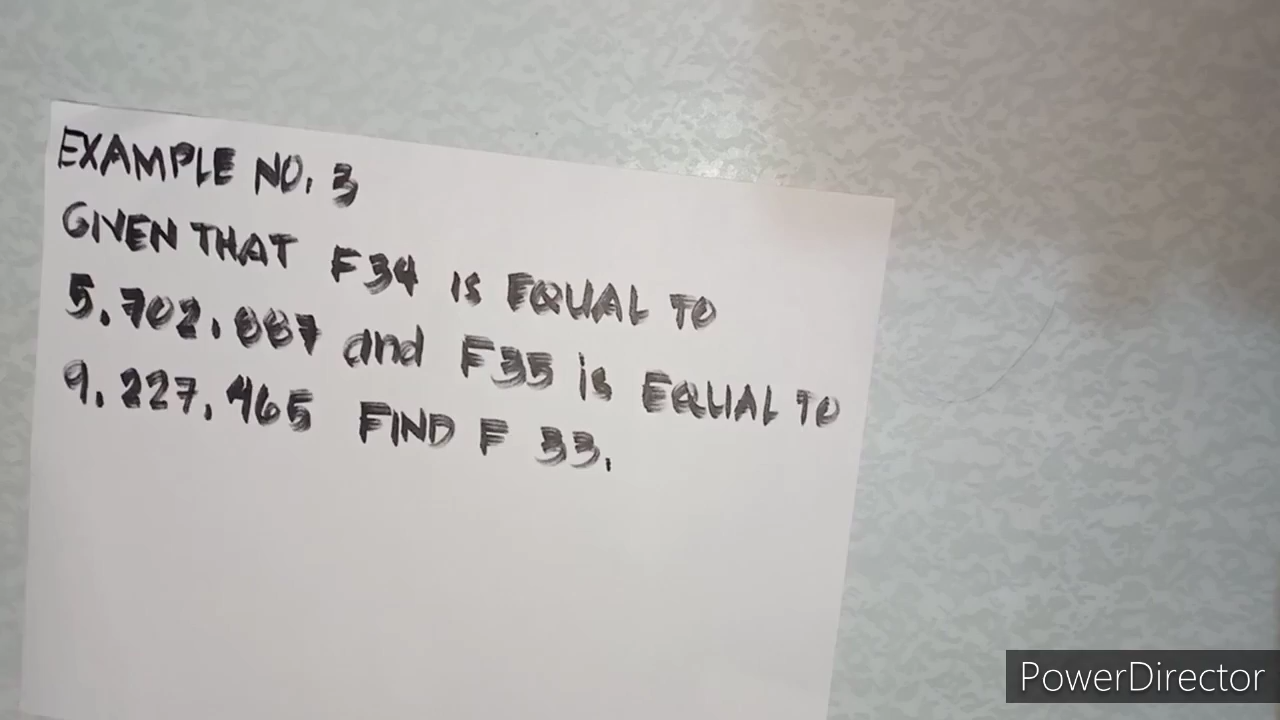 EXAMPLE NO. 3
GIVEN THAT F34 is EQUAL TO
5,702,887 and F35 is EQUAL TO
9,227,465 FIND F 33.
PowerDirector